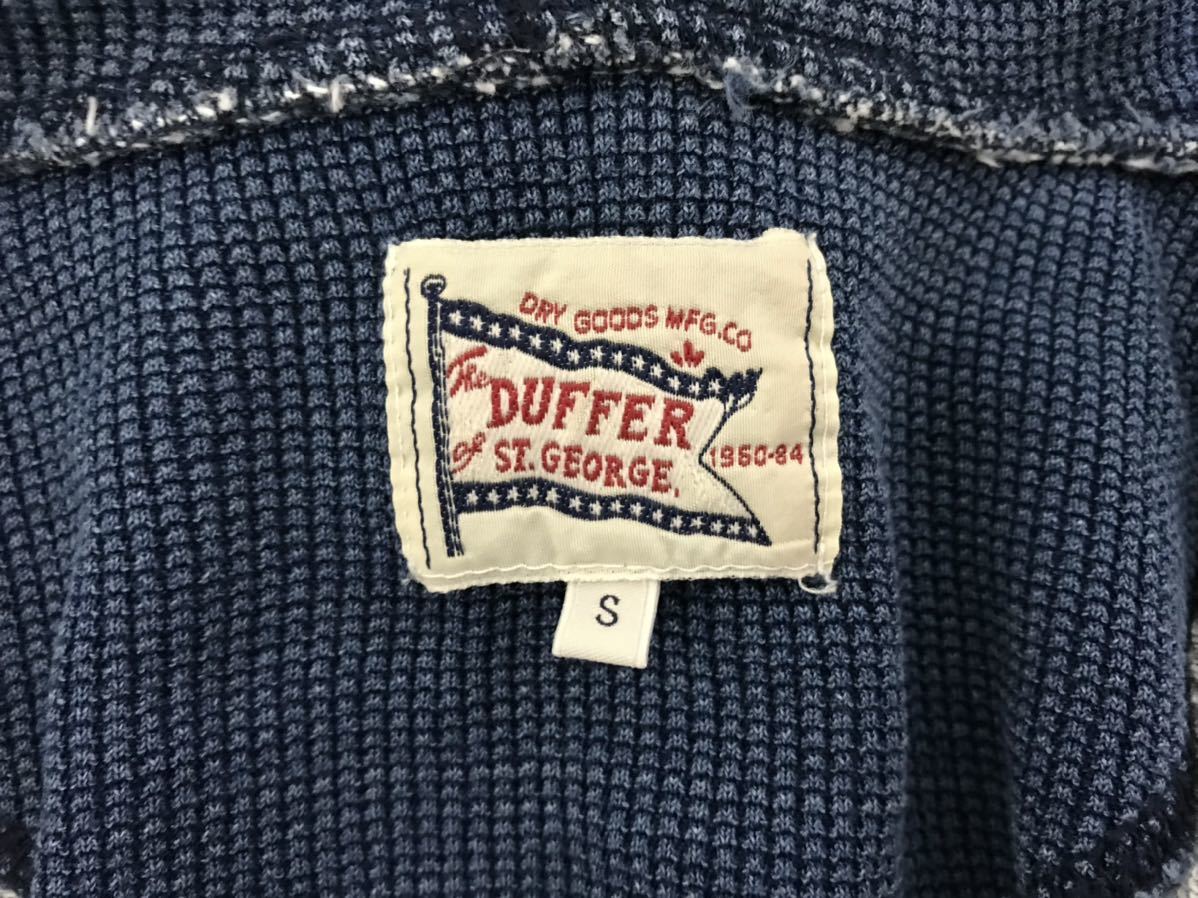 DRY GOODS MFG.CO
The
DUFFER
of ST. GEORGE.
1950-84
S